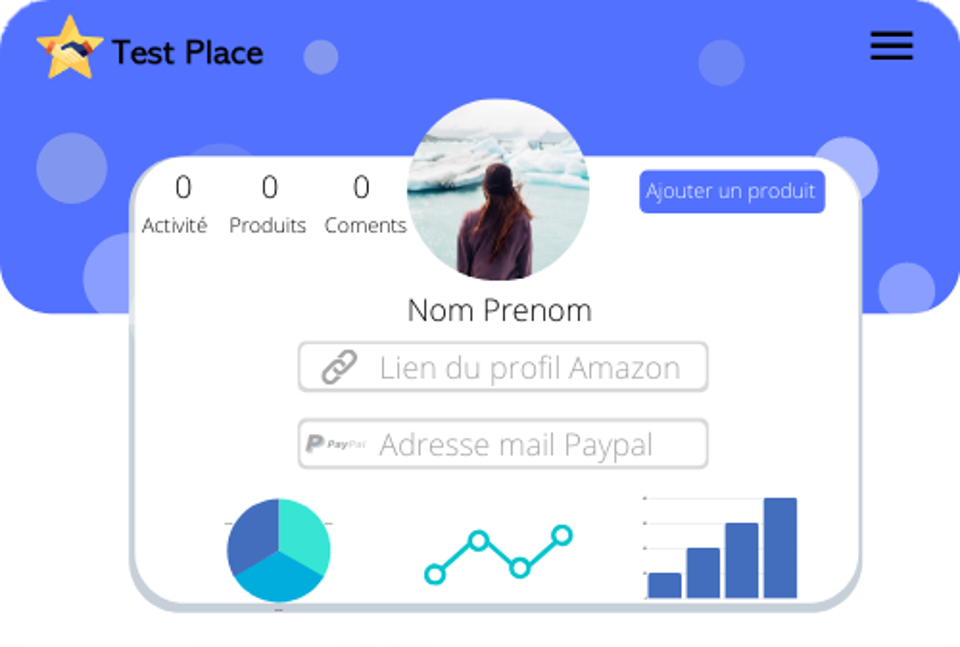 Test Place
0 0 0
Activité Produits Coments
Ajouter un produit
Nom Prenom
Lien du profil Amazon
PayPal Adresse mail Paypal